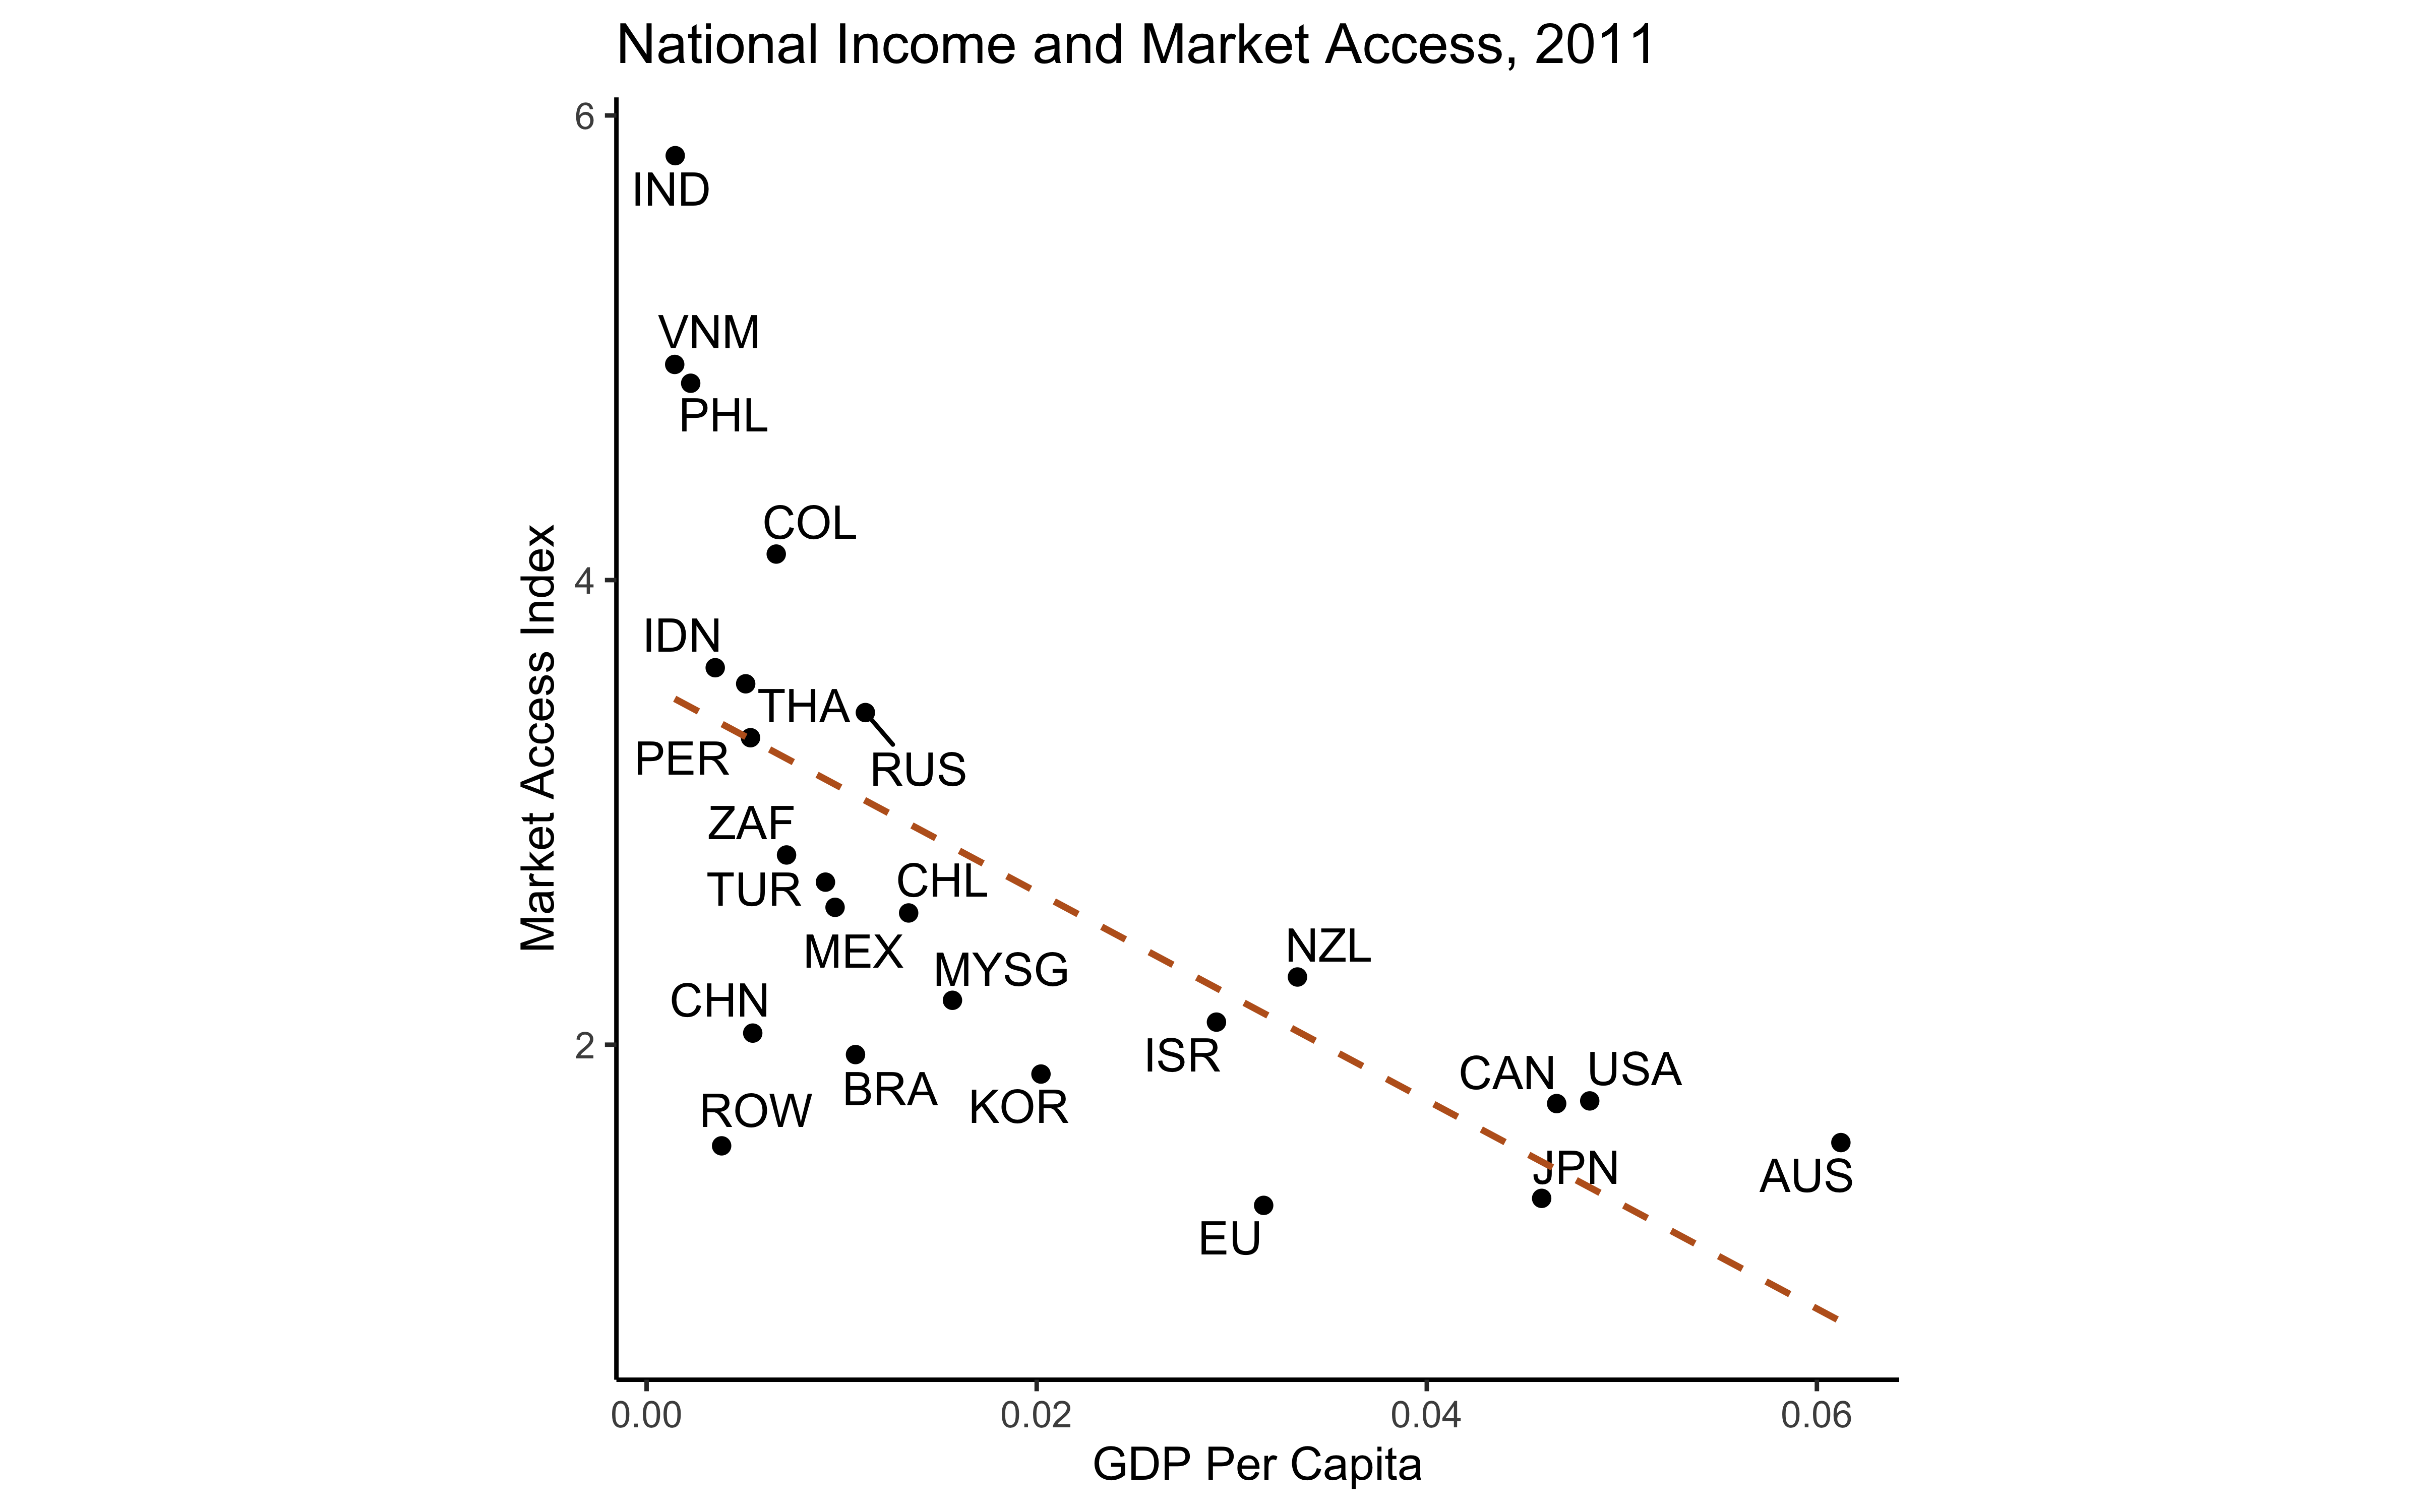 National Income and Market Access, 2011
6
IND
VNM
PHL
COL
4
IDN
THA
PER
RUS
ZAF
TUR
CHL
MEX
MYSG
NZL
CHN
2
ISR
BRA
KOR
ROW
CAN
USA
JPN
AUS
EU
Market Access Index
0.00 0.02 0.04 0.06
GDP Per Capita